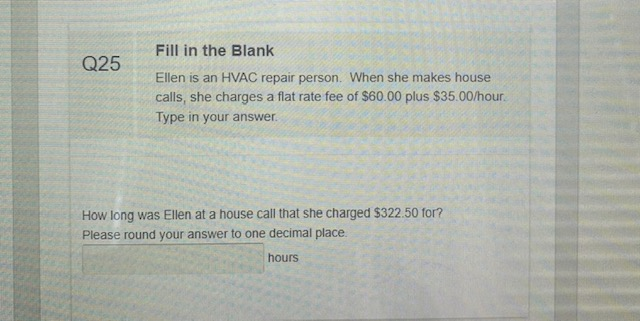 Q25
Fill in the Blank
Ellen is an HVAC repair person. When she makes house
calls, she charges a flat rate fee of $60.00 plus $35.00/hour.
Type in your answer.
How long was Ellen at a house call that she charged $322.50 for?
Please round your answer to one decimal place.
hours